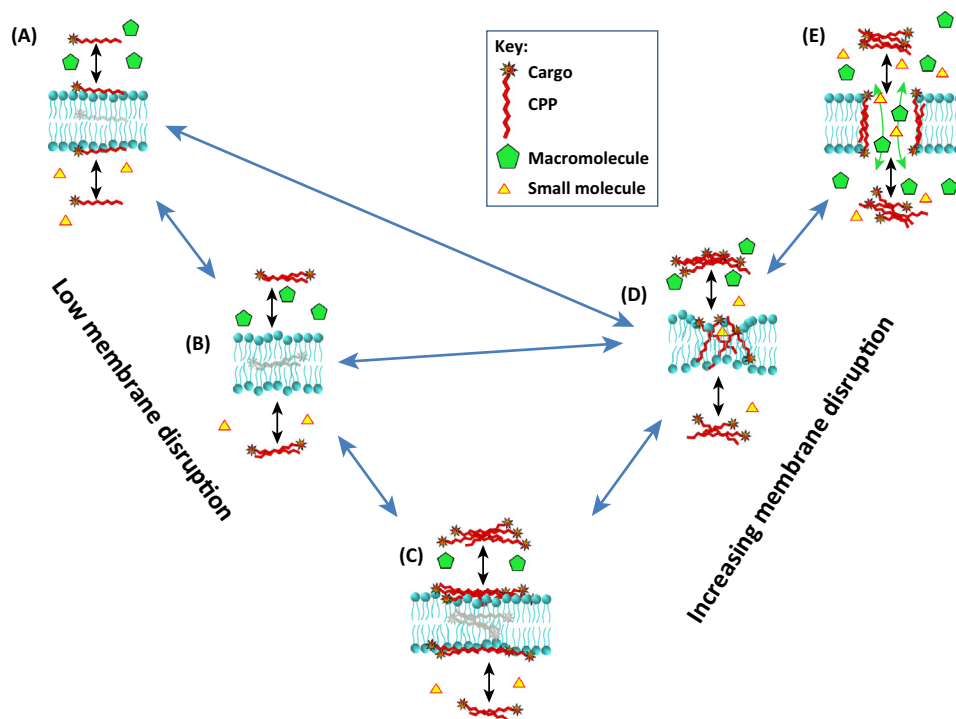 (A)
(E)
Key:
Cargo
CPP
Macromolecule
Small molecule
(B)
(D)
Low membrane disruption
Increasing membrane disruption
(C)